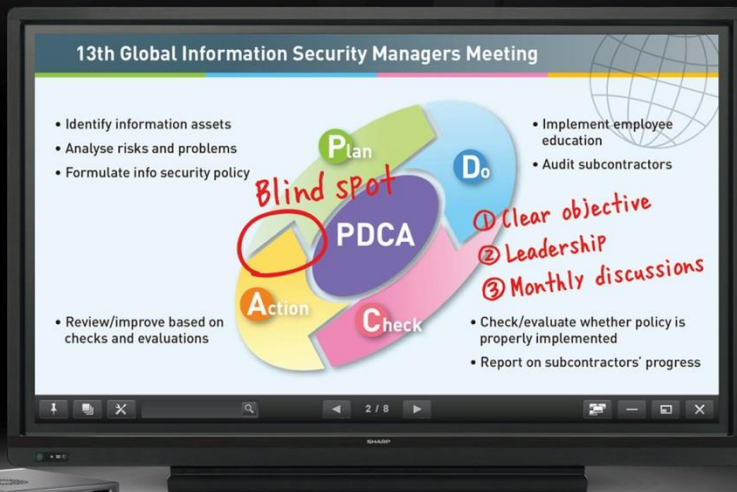 13th Global Information Security Managers Meeting
• Identify information assets
• Analyse risks and problems
• Formulate info security policy
Plan
Do
• Implement employee
education
• Audit subcontractors
Blind spot
PDCA
① Clear objective
② Leadership
③ Monthly discussions
Action
Check
• Review/improve based on
checks and evaluations
• Check/evaluate whether policy is
properly implemented
• Report on subcontractors' progress
2 / 8
SHARP